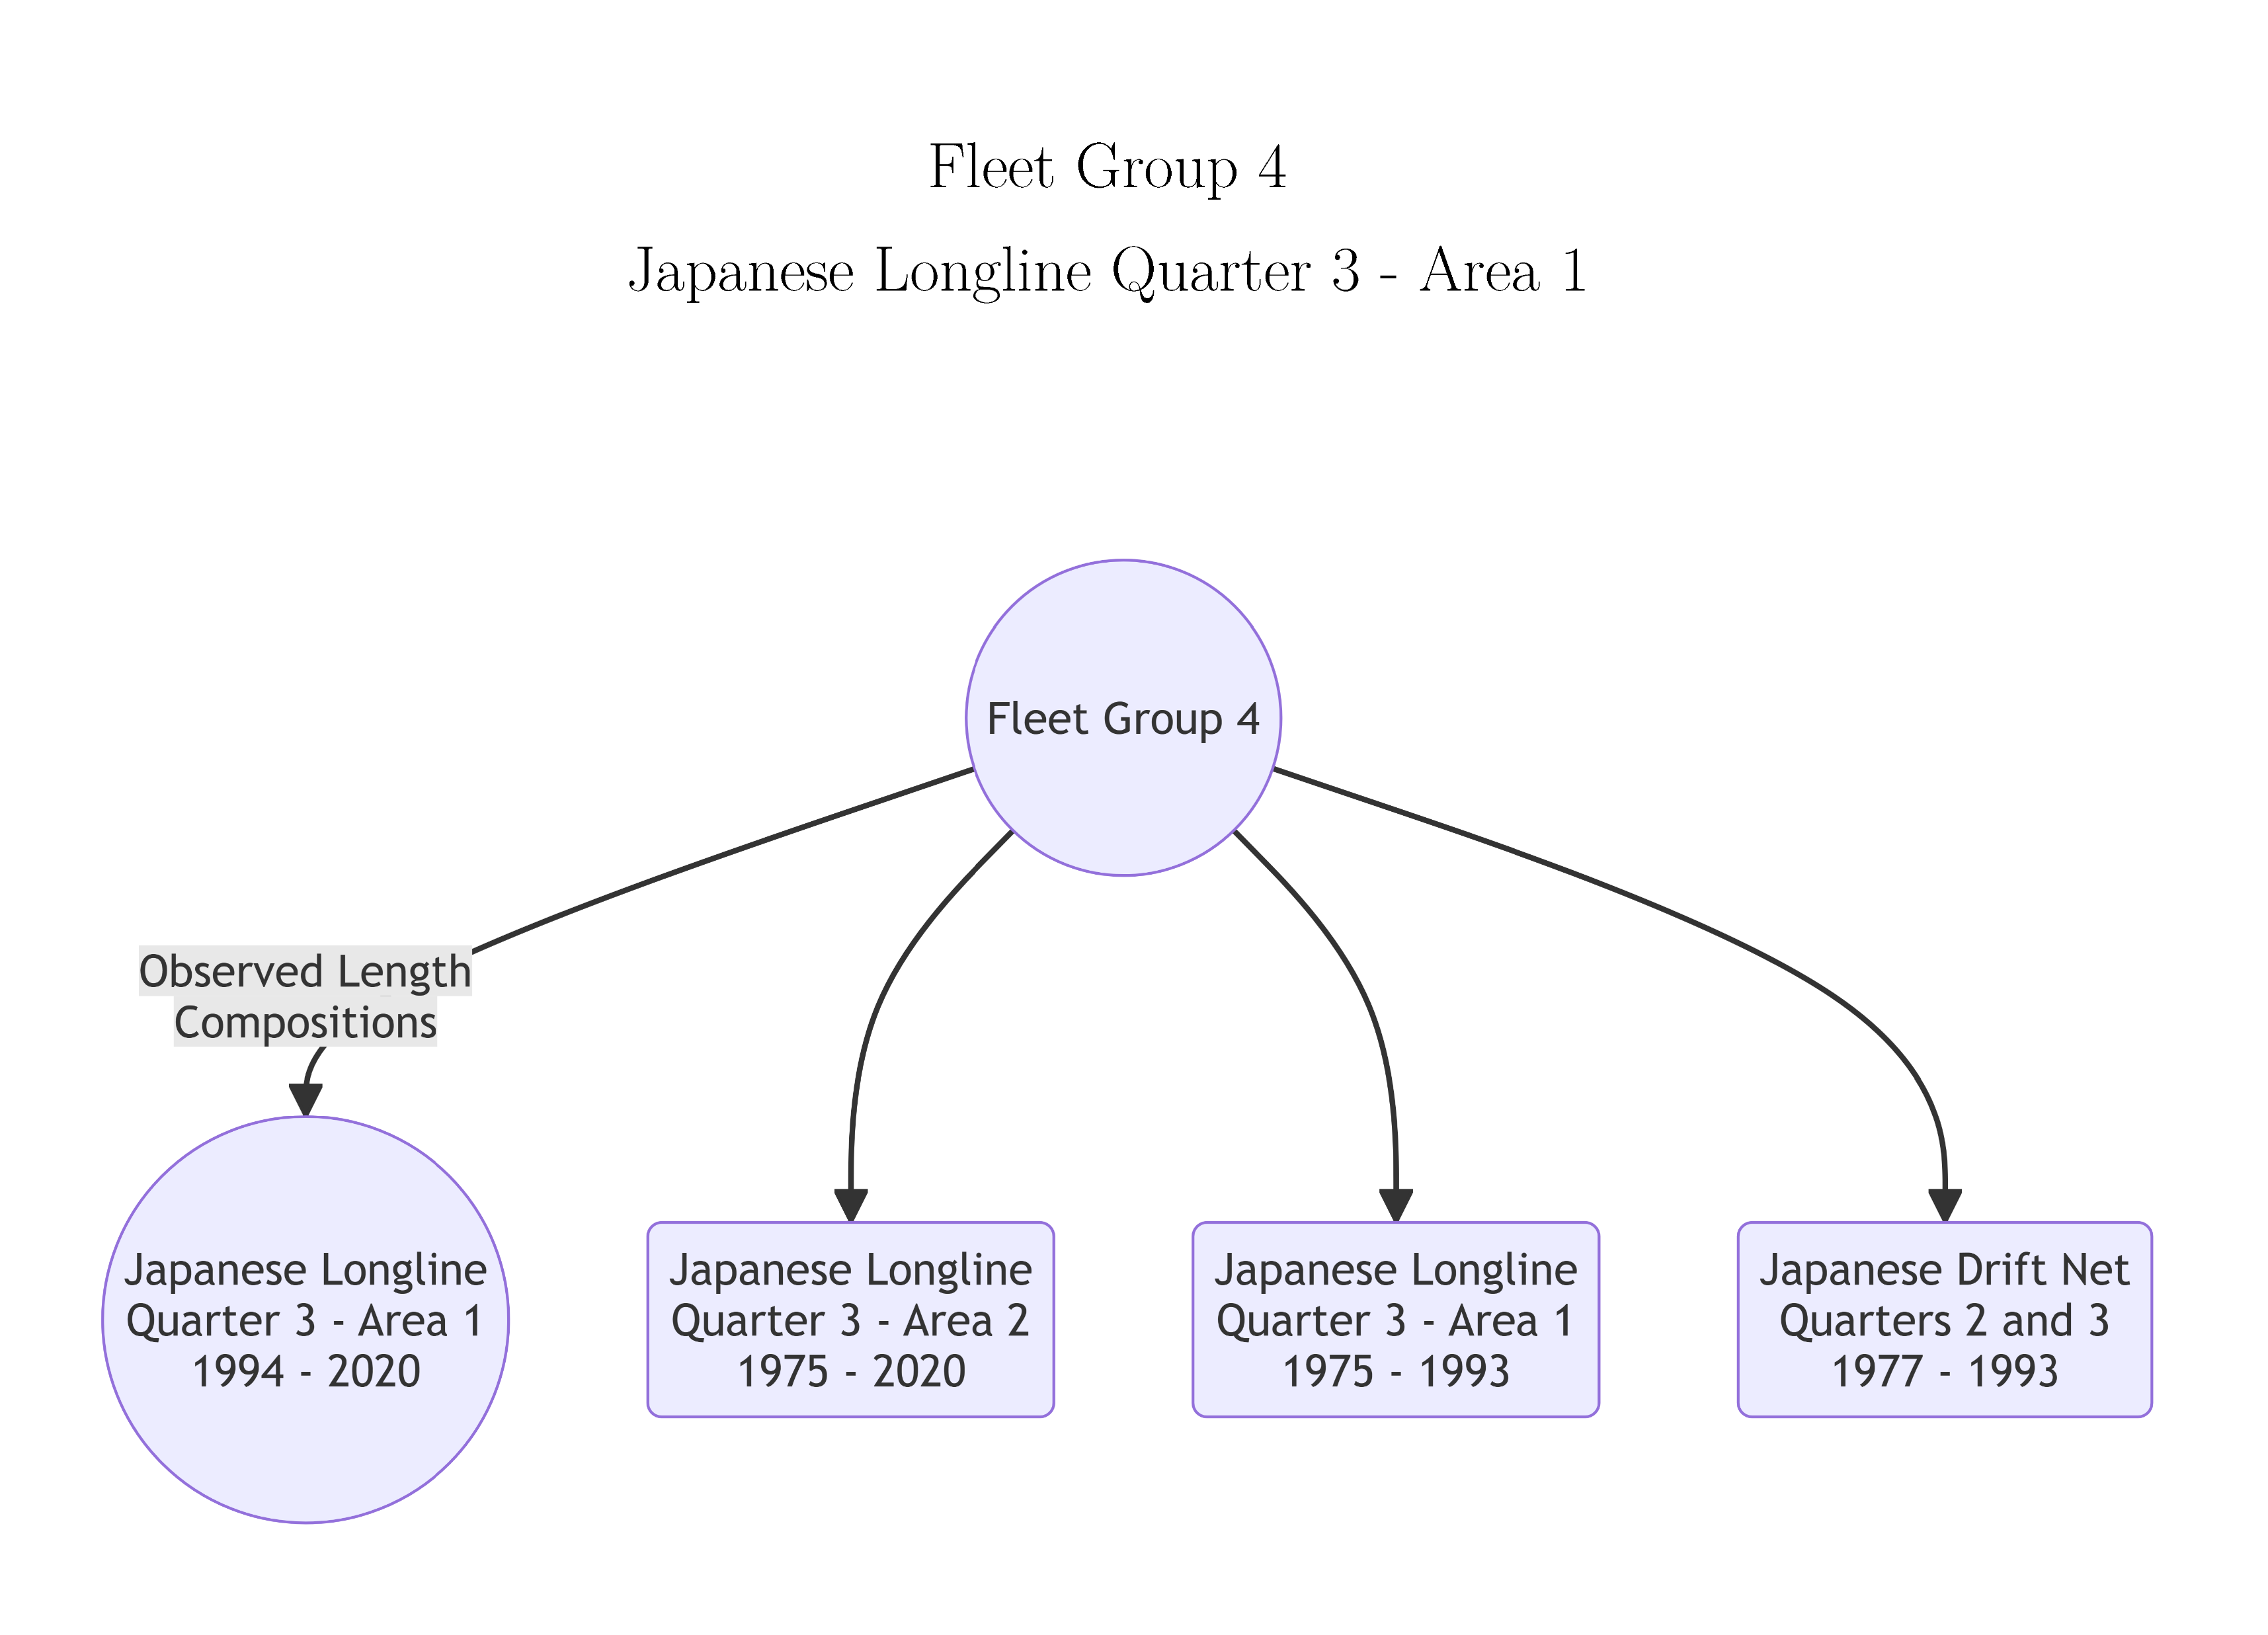 Fleet Group 4
Japanese Longline Quarter 3 - Area 1
Fleet Group 4
Observed Length
Compositions
Japanese Longline
Quarter 3 - Area 1
1994 - 2020
Japanese Longline
Quarter 3 - Area 2
1975 - 2020
Japanese Longline
Quarter 3 - Area 1
1975 - 1993
Japanese Drift Net
Quarters 2 and 3
1977 - 1993